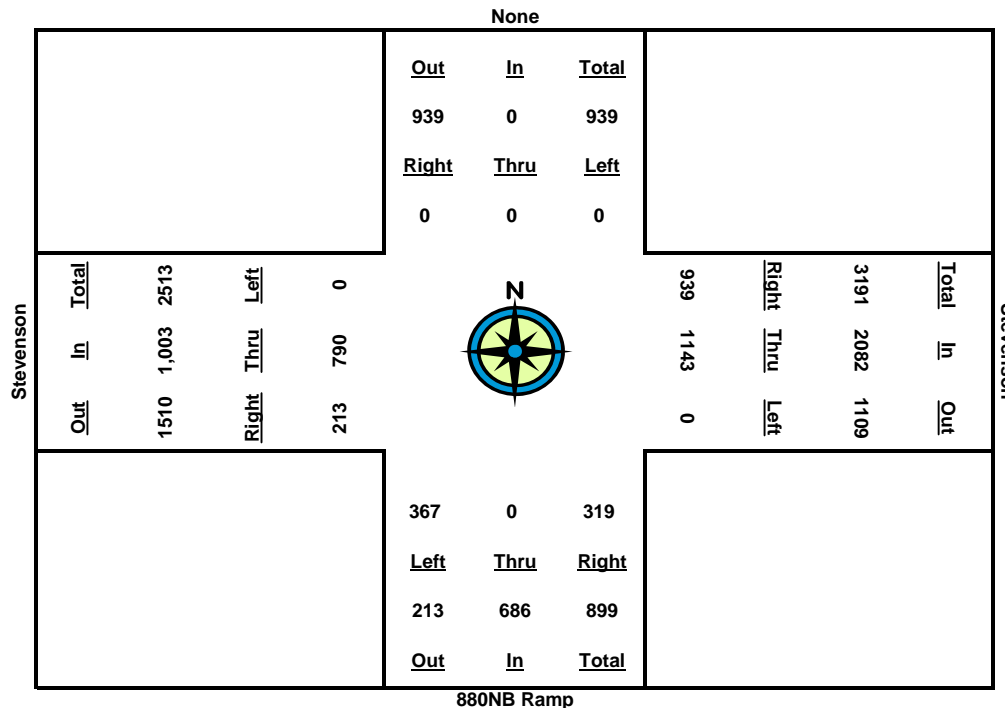 None
Out In Total
939 0 939
Right Thru Left
0 0 0
Stevenson
Total In Out
2513 1,003 1510
Left Thru Right
0 790 213
N
939 1143 0
Right Thru Left
3191 2082 1109
Total In Out
Stevenson
367 0 319
Left Thru Right
213 686 899
Out In Total
880NB Ramp